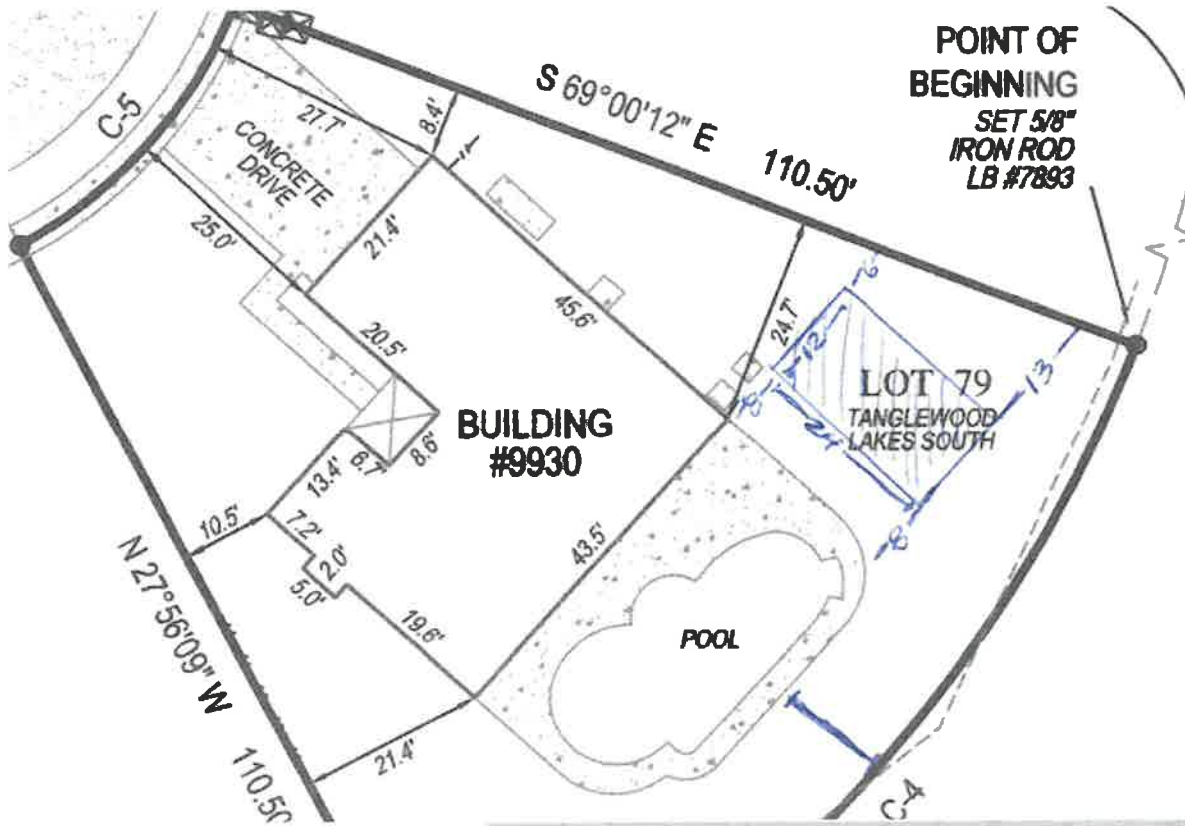 POINT OF
BEGINNING
SET 5/8"
IRON ROD
LB #7893
S 69°00'12" E
110.50'
C-5
27.7'
8.4'
CONCRETE
DRIVE
25.0'
21.4'
45.6'
24.7'
20.5'
12
LOT 79
TANGLEWOOD
LAKES SOUTH
13
8
24
8
BUILDING
#9930
6.7'
8.6'
13.4'
10.5'
7.2'
2.0'
5.0'
43.5'
19.6'
POOL
N 27°56'09" W
110.50
21.4'
C-4